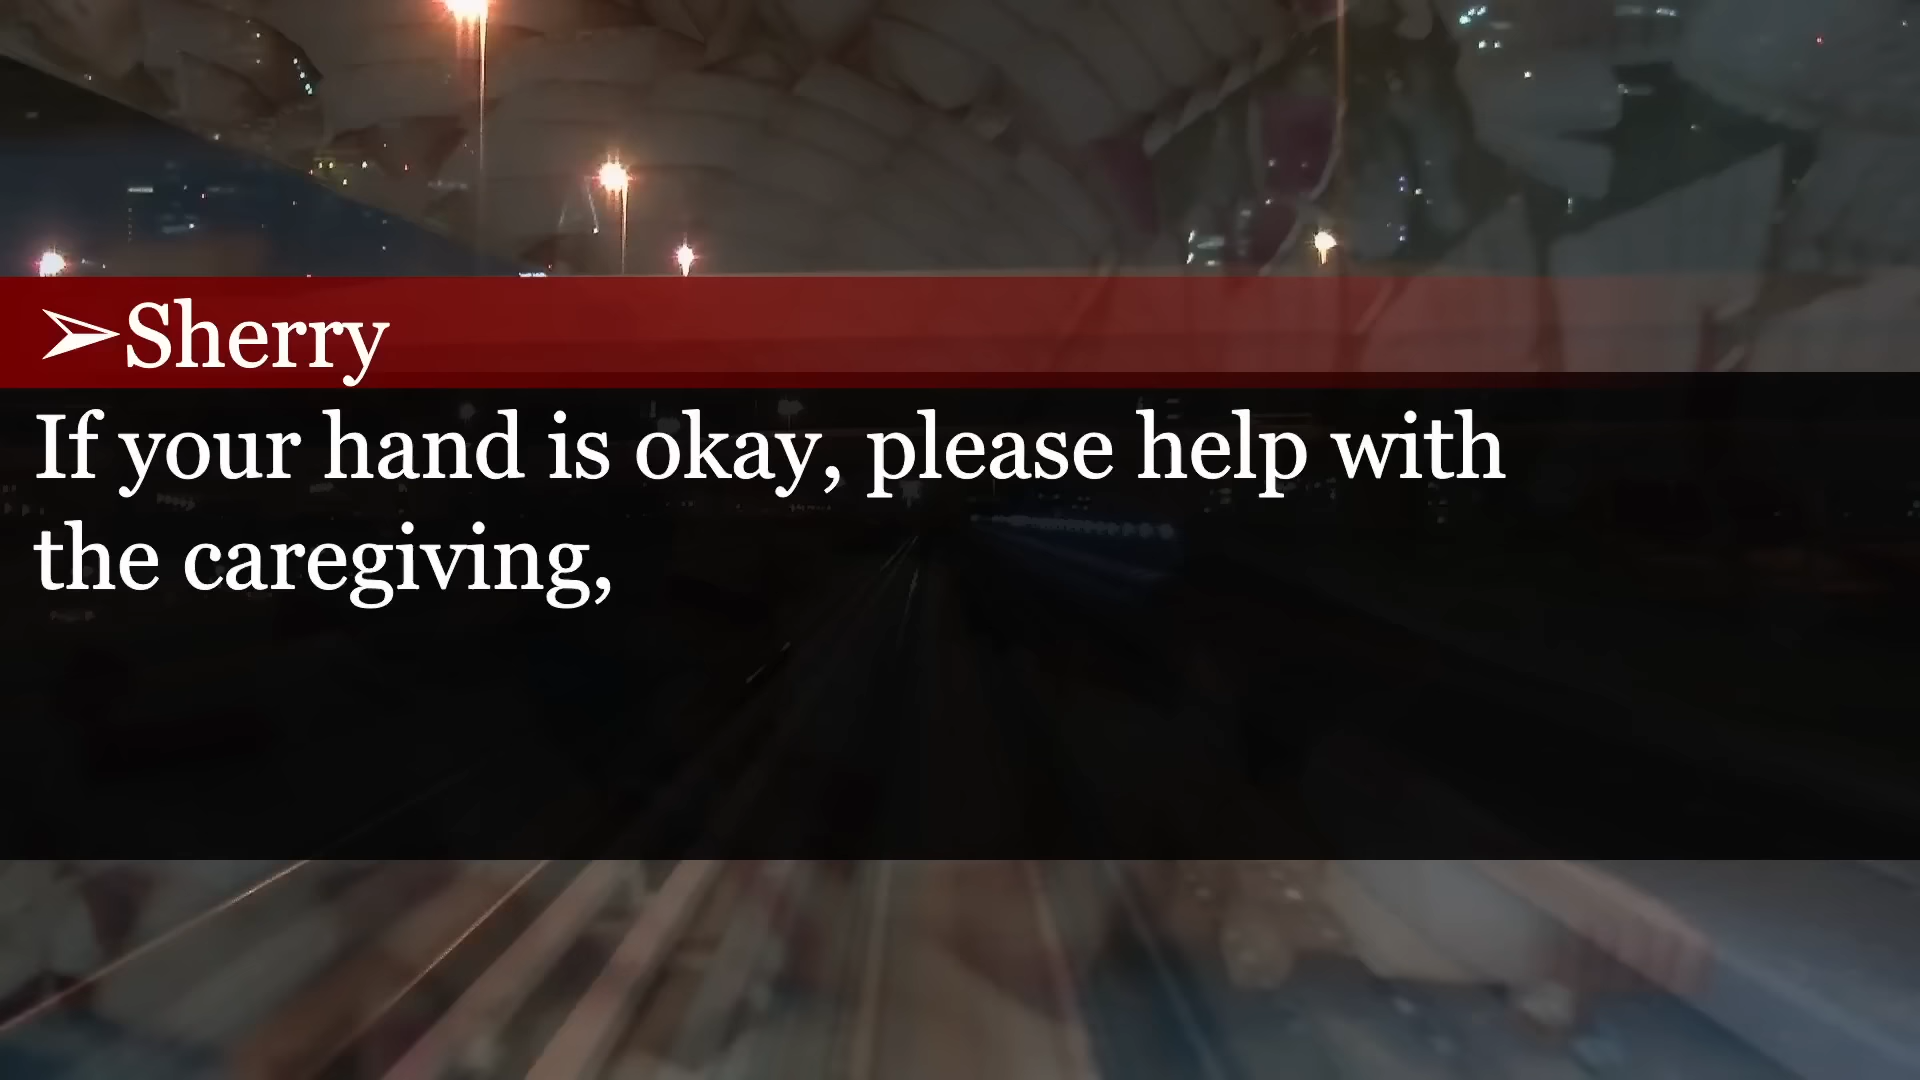 ➢Sherry
If your hand is okay, please help with
the caregiving,